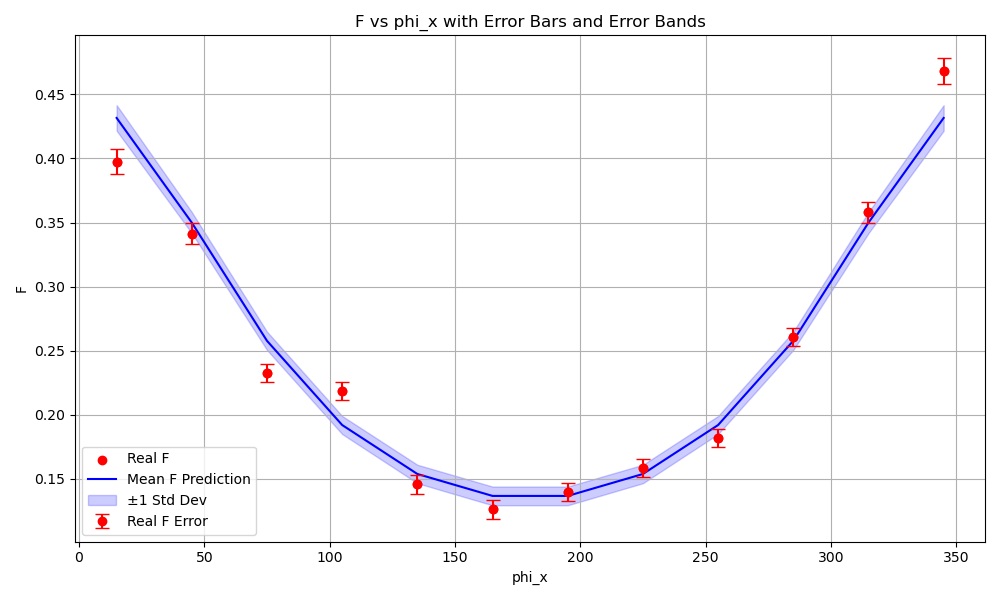 F vs phi_x with Error Bars and Error Bands
F
0.45
0.40
0.35
0.30
0.25
0.20
0.15
Real F
Mean F Prediction
±1 Std Dev
Real F Error
0 50 100 150 200 250 300 350
phi_x